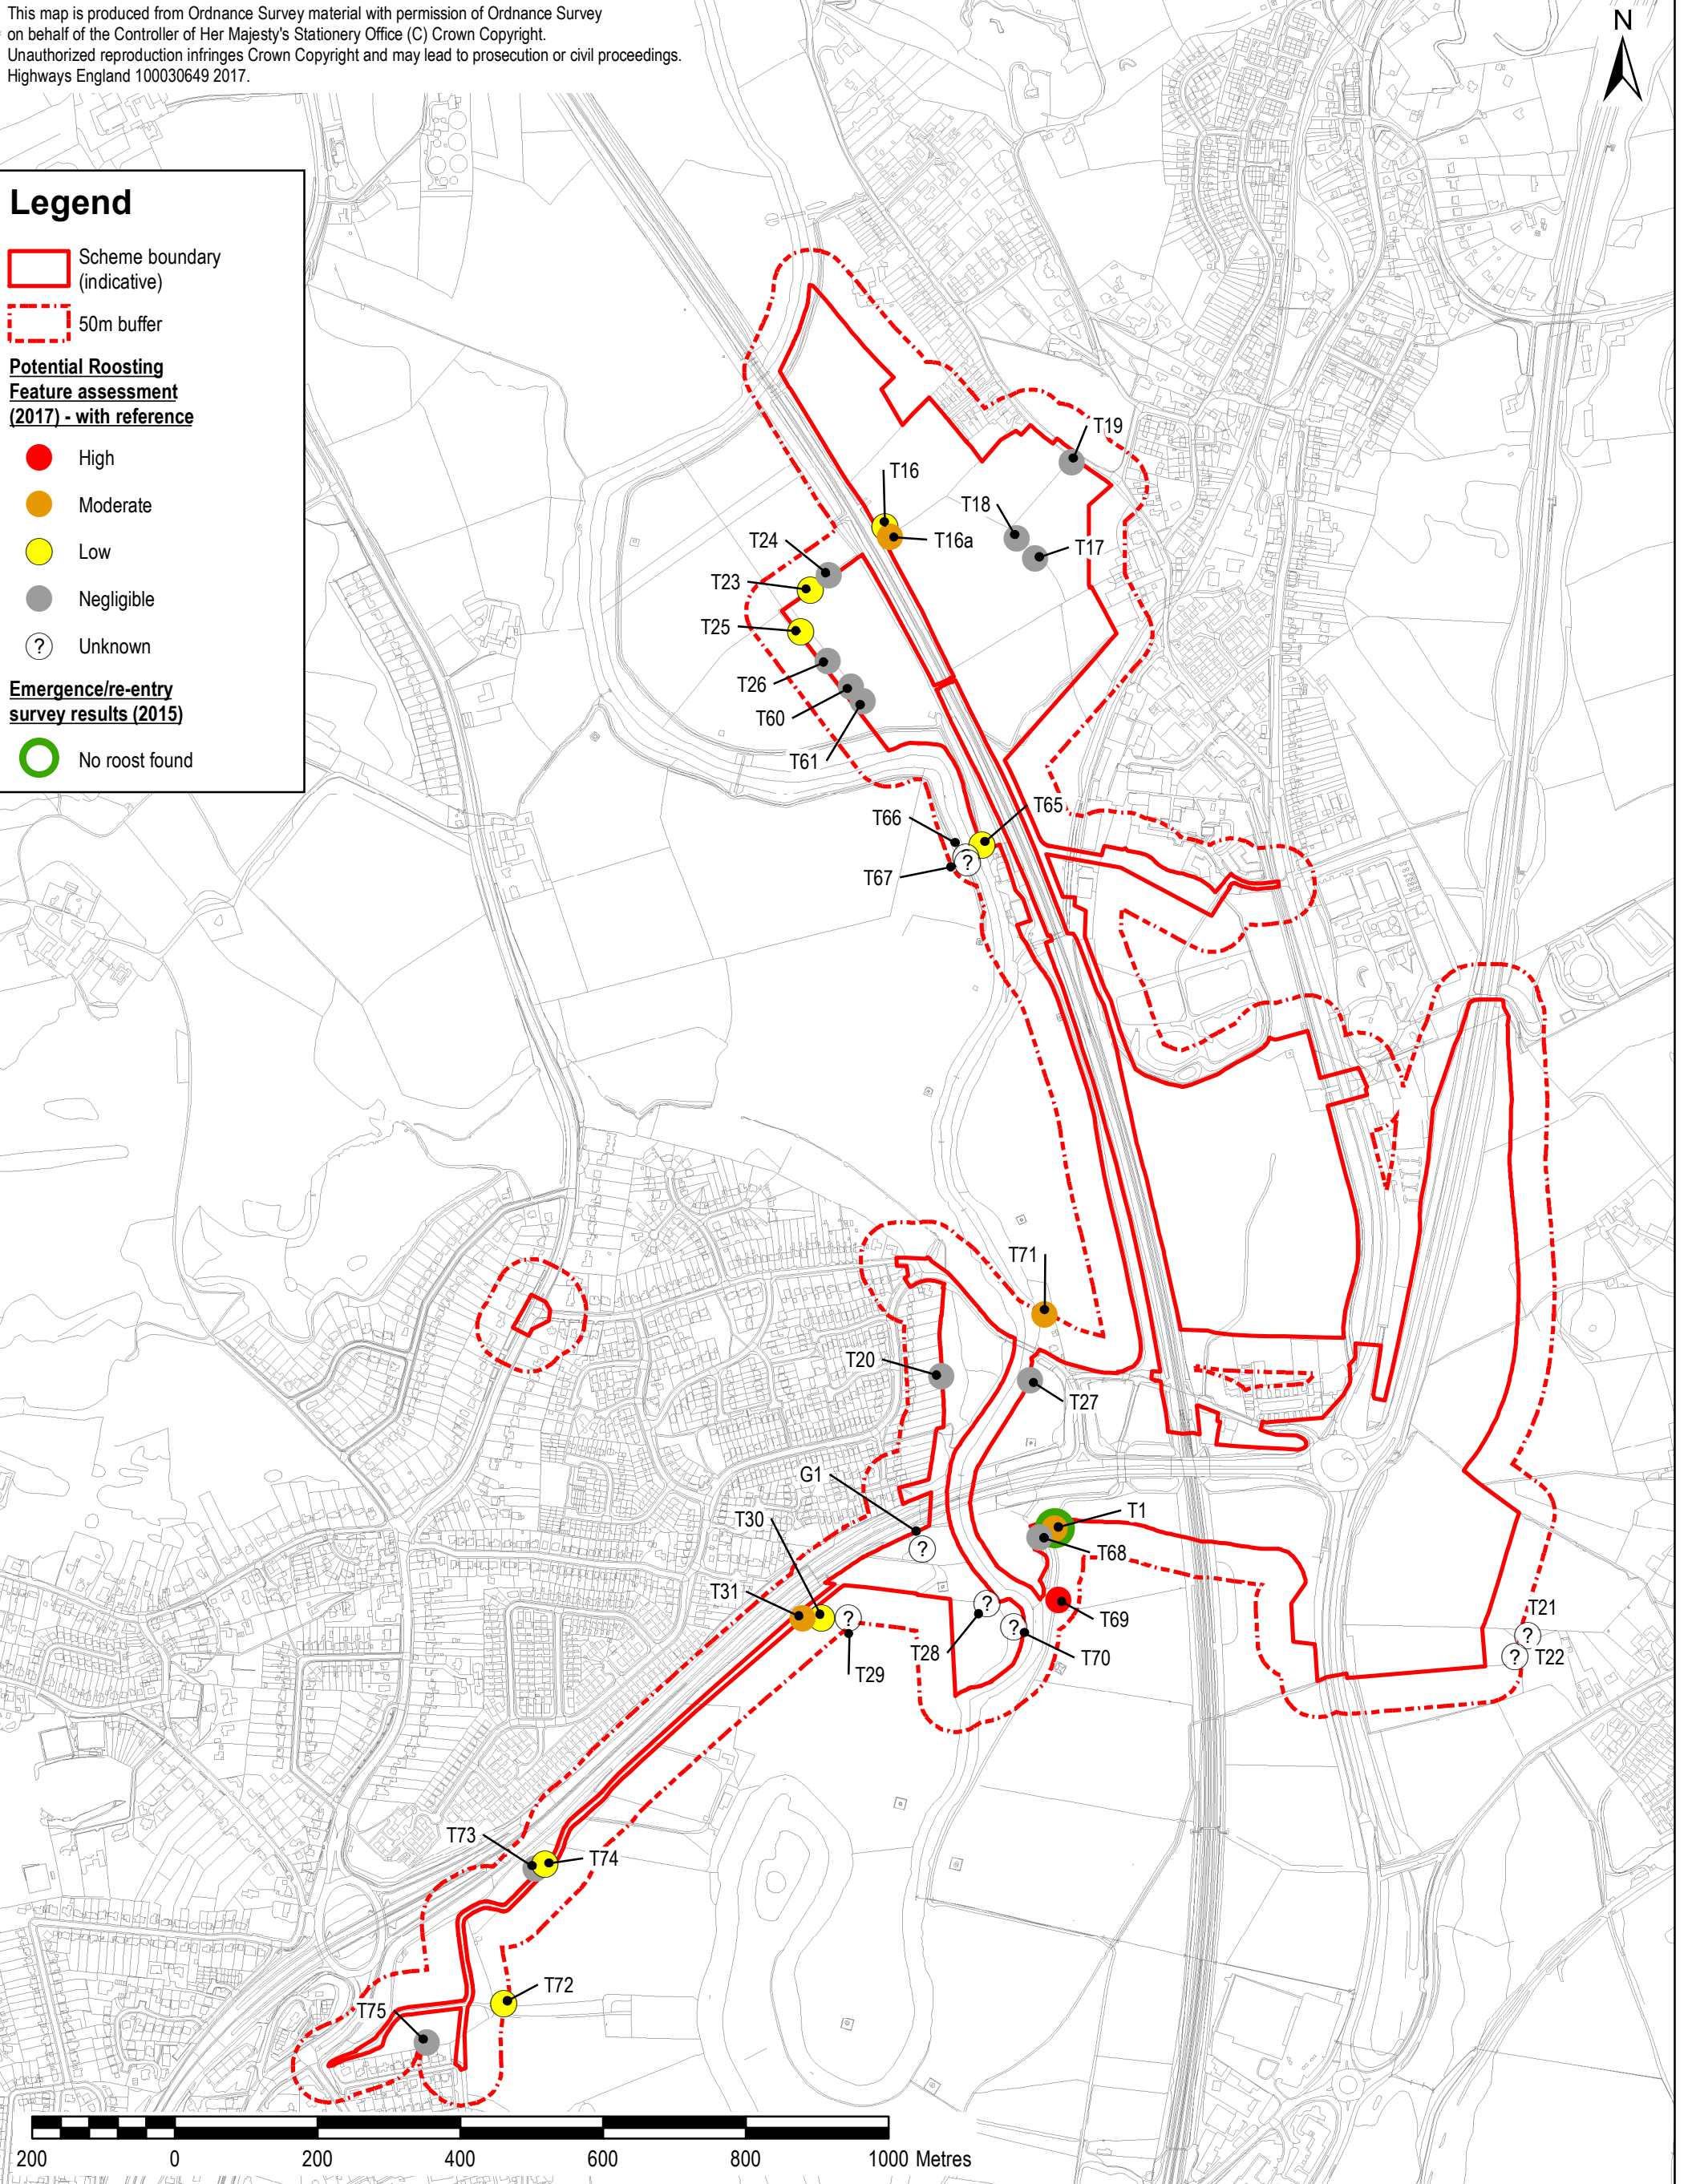 This map is produced from Ordnance Survey material with permission of Ordnance Survey
on behalf of the Controller of Her Majesty's Stationery Office (C) Crown Copyright.
Unauthorized reproduction infringes Crown Copyright and may lead to prosecution or civil proceedings.
Highways England 100030649 2017.
N
Legend
Scheme boundary
(indicative)
50m buffer
Potential Roosting
Feature assessment
(2017) - with reference
High
Moderate
Low
Negligible
? Unknown
Emergence/re-entry
survey results (2015)
No roost found
T19
T16
T18
T16a
T17
T24
T23
T25
T26
T60
T61
T65
T66
?
T67
T71
T20
T27
G1
?
T30
T1
T68
T31
?
T29
?
T28
?
T70
T69
T21
?
?
T22
T73
T74
T72
T75
200 0 200 400 600 800 1000 Metres